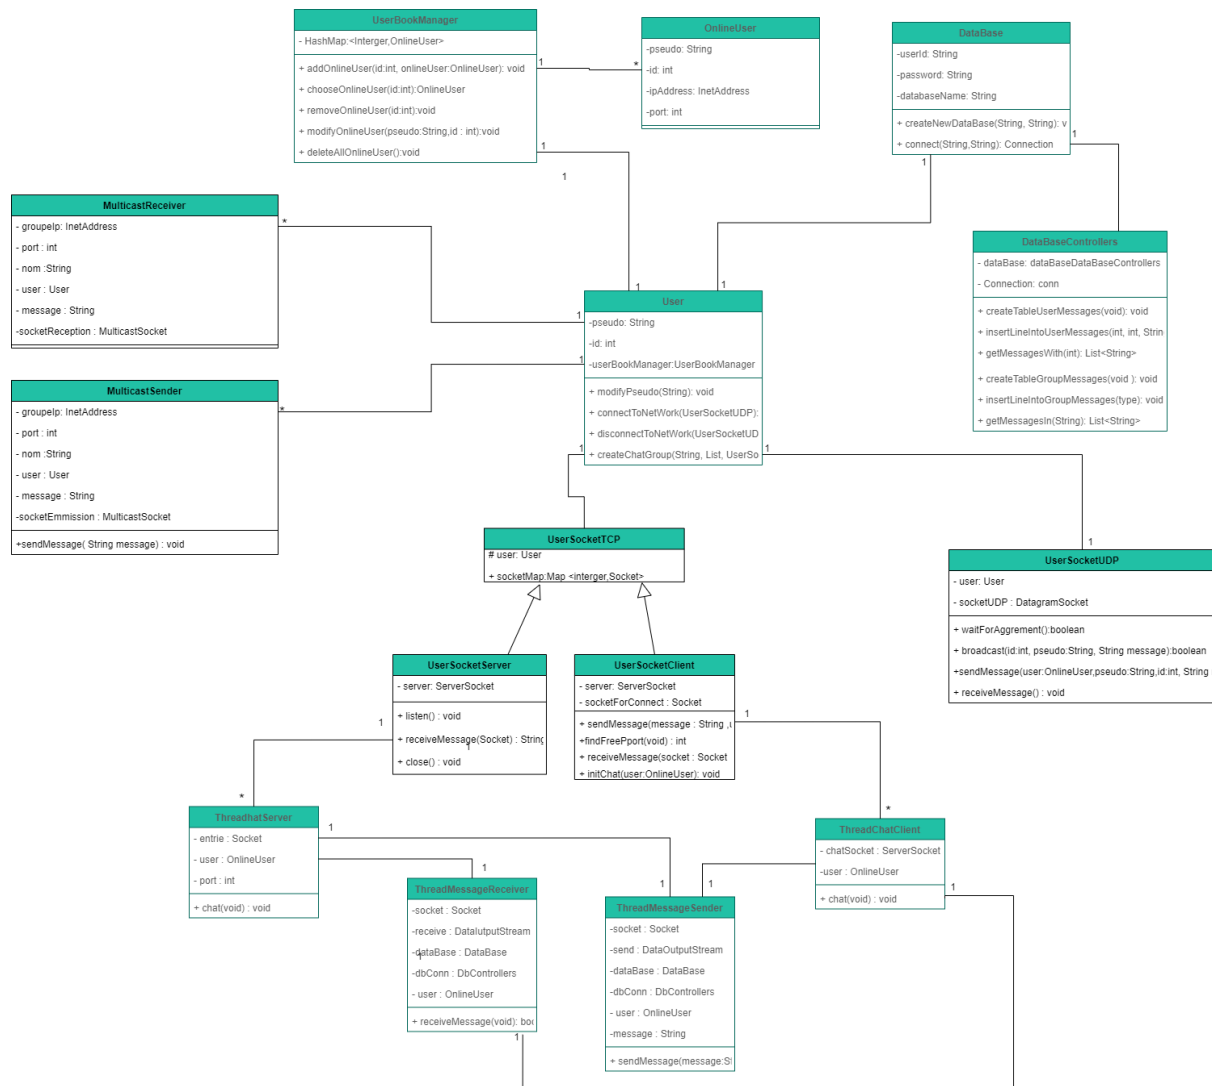 UserBookManager
- HashMap:<Interger,OnlineUser>
+ addOnlineUser(id:int, onlineUser:OnlineUser): void
+ chooseOnlineUser(id:int):OnlineUser
+ removeOnlineUser(id:int):void
+ modifyOnlineUser(pseudo:String,id : int):void
+ deleteAllOnlineUser():void
1
*
1
1
OnlineUser
-pseudo: String
-id: int
-ipAddress: InetAddress
-port: int
DataBase
-userId: String
-password: String
-databaseName: String
+ createNewDataBase(String, String): v
+ connect(String,String): Connection
1
1
DataBaseControllers
- dataBase: dataBaseDataBaseControllers
- Connection: conn
+ createTableUserMessages(void): void
+ insertLineIntoUserMessages(int, int, Strin
+ getMessagesWith(int): List<String>
+ createTableGroupMessages(void ): void
+ insertLineIntoGroupMessages(type): void
+ getMessagesIn(String): List<String>
MulticastReceiver
- groupeIp: InetAddress
- port : int
- nom :String
- user : User
- message : String
-socketReception : MulticastSocket
*
MulticastSender
- groupeIp: InetAddress
- port : int
- nom :String
- user : User
- message : String
-socketEmmission : MulticastSocket
+sendMessage( String message) : void
*
1
1
User
-pseudo: String
-id: int
-userBookManager:UserBookManager
+ modifyPseudo(String): void
+ connectToNetWork(UserSocketUDP):
+ disconnectToNetWork(UserSocketUD
+ createChatGroup(String, List, UserSo
1
1
1
1
UserSocketTCP
# user: User
+ socketMap:Map <interger,Socket>
1
UserSocketUDP
- user: User
- socketUDP : DatagramSocket
+ waitForAggrement():boolean
+ broadcast(id:int, pseudo:String, String message):boolean
+sendMessage(user:OnlineUser,pseudo:String,id:int, String
+ receiveMessage() : void
UserSocketServer
- server: ServerSocket
+ listen() : void
+ receiveMessage(Socket) : String
+ close() : void
1
1
*
UserSocketClient
- server: ServerSocket
- socketForConnect : Socket
+ sendMessage(message : String ,u
+findFreePport(void) : int
+ receiveMessage(socket : Socket
+ initChat(user:OnlineUser): void
1
*
ThreadhatServer
- entrie : Socket
- user : OnlineUser
- port : int
+ chat(void) : void
1
1
ThreadChatClient
- chatSocket : ServerSocket
-user : OnlineUser
+ chat(void) : void
1
ThreadMessageReceiver
-socket : Socket
-receive : DataIutputStream
-dataBase : DataBase
1
-dbConn : DbControllers
- user : OnlineUser
+ receiveMessage(void): boo
1
1
1
ThreadMessageSender
-socket : Socket
-send : DataOutputStream
-dataBase : DataBase
-dbConn : DbControllers
- user : OnlineUser
-message : String
+ sendMessage(message:St